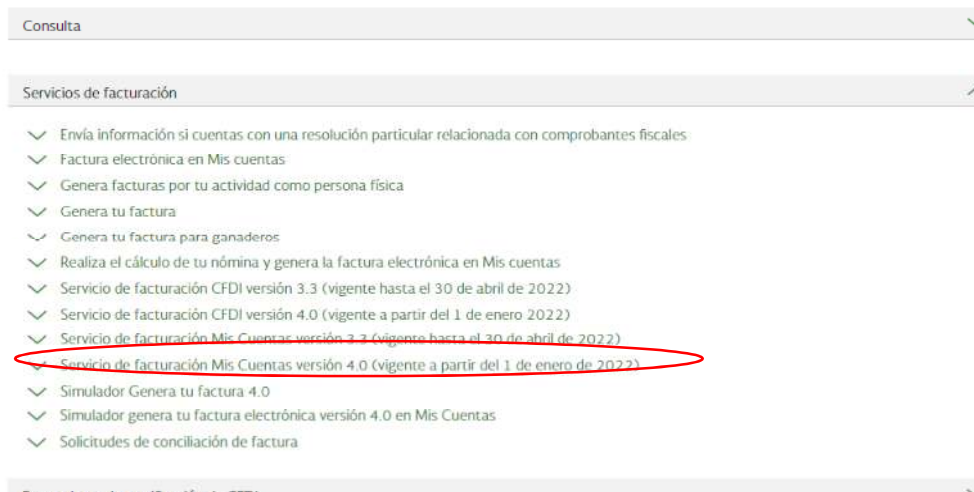 Consulta
Servicios de facturación
Envía información si cuentas con una resolución particular relacionada con comprobantes fiscales
Factura electrónica en Mis cuentas
Genera facturas por tu actividad como persona física
Genera tu factura
Genera tu factura para ganaderos
Realiza el cálculo de tu nómina y genera la factura electrónica en Mis cuentas
Servicio de facturación CFDI versión 3.3 (vigente hasta el 30 de abril de 2022)
Servicio de facturación CFDI versión 4.0 (vigente a partir del 1 de enero 2022)
Servicio de facturación Mis Cuentas versión 3.3 (vigente hasta el 30 de abril de 2022)
Servicio de facturación Mis Cuentas versión 4.0 (vigente a partir del 1 de enero de 2022)
Simulador Genera tu factura 4.0
Simulador genera tu factura electrónica versión 4.0 en Mis Cuentas
Solicitudes de conciliación de factura